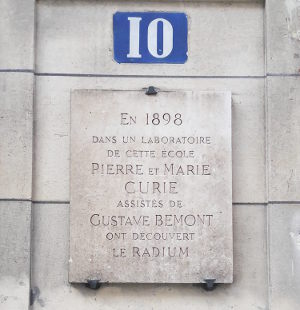 10
EN 1898
DANS UN LABORATOIRE
DE CETTE ÉCOLE
PIERRE ET MARIE
CURIE
ASSISTÉS DE
GUSTAVE BEMONT
ONT DÉCOUVERT
LE RADIUM